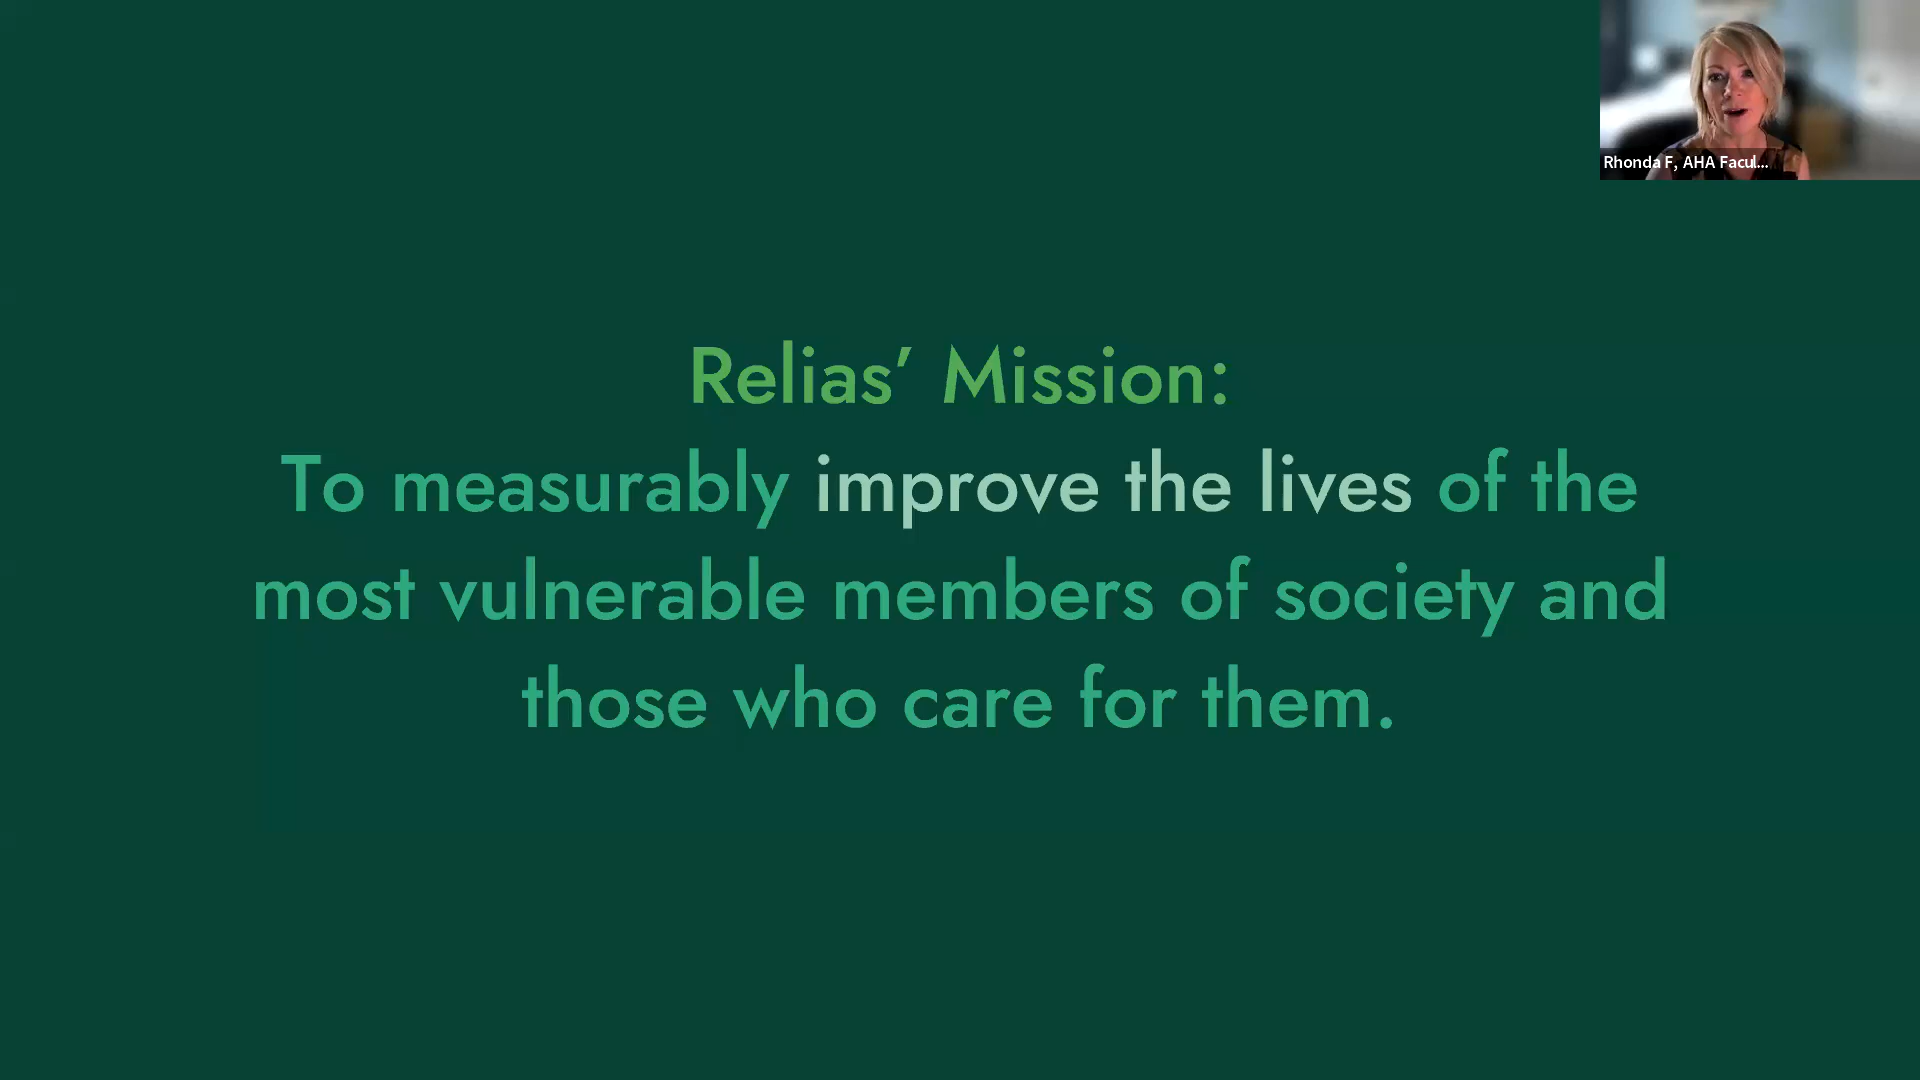 Rhonda F, AHA Facul...
Relias’ Mission:
To measurably improve the lives of the
most vulnerable members of society and
those who care for them.